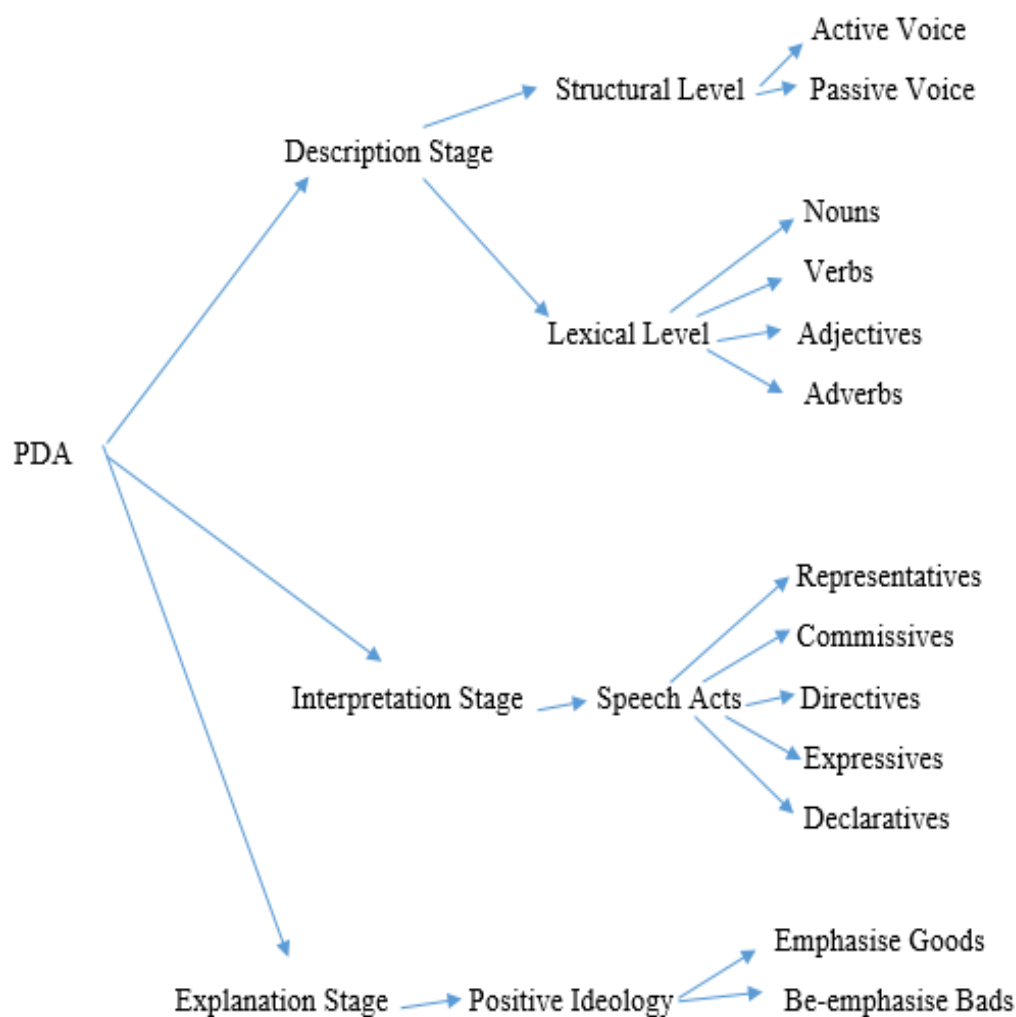 Active Voice
Structural Level
Passive Voice
Description Stage
Nouns
Verbs
Lexical Level
Adjectives
Adverbs
PDA
Representatives
Commissives
Interpretation Stage
Speech Acts
Directives
Expressives
Declaratives
Emphasise Goods
Explanation Stage
Positive Ideology
Be-emphasise Bads